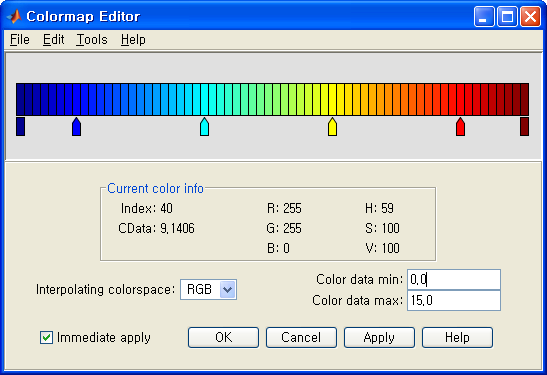 Colormap Editor
File Edit Tools Help
Current color info
Index: 40 R: 255 H: 59
CData: 9,1406 G: 255 S: 100
B: 0 V: 100
Interpolating colorspace: RGB
Color data min: 0,0
Color data max: 15,0
Immediate apply OK Cancel Apply Help